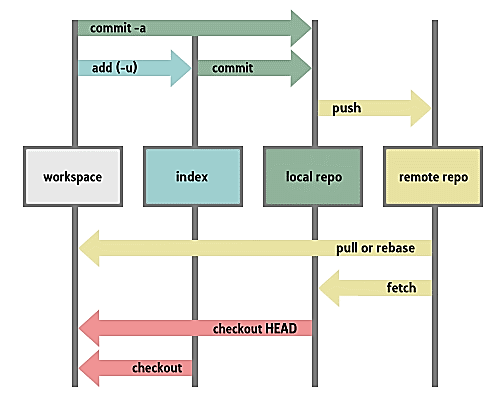 commit -a
add (-u)
commit
push
workspace
index
local repo
remote repo
pull or rebase
fetch
checkout HEAD
checkout